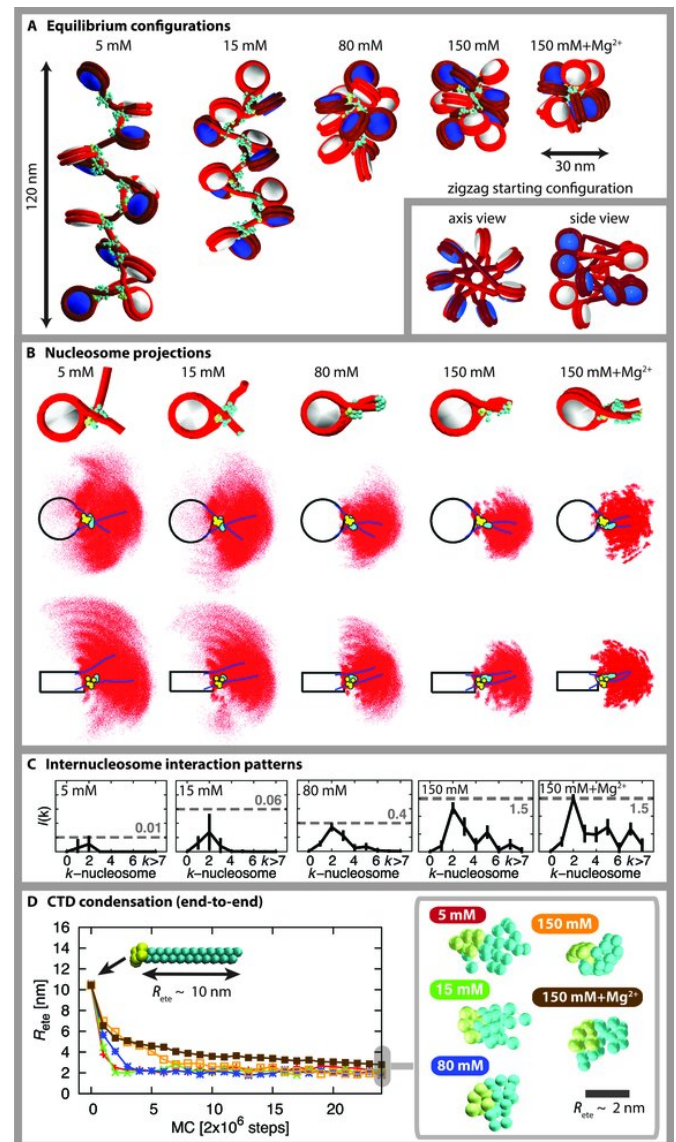 A Equilibrium configurations
5 mM 15 mM 80 mM 150 mM 150 mM+Mg²⁺
120 nm
30 nm
zigzag starting configuration
axis view side view
B Nucleosome projections
5 mM 15 mM 80 mM 150 mM 150 mM+Mg²⁺
C Internucleosome interaction patterns
5 mM 15 mM 80 mM 150 mM 150 mM+Mg²⁺
I(k)
0.01 0.06 0.4 1.5 1.5
0 2 4 6 k>7 0 2 4 6 k>7 0 2 4 6 k>7 0 2 4 6 k>7 0 2 4 6 k>7
k–nucleosome k–nucleosome k–nucleosome k–nucleosome k–nucleosome
D CTD condensation (end-to-end)
16
14
12
10
8
6
4
2
0
Rete [nm]
Rete ~ 10 nm
0 5 10 15 20
MC [2x10⁶ steps]
5 mM 150 mM
15 mM 150 mM+Mg²⁺
80 mM
Rete ~ 2 nm